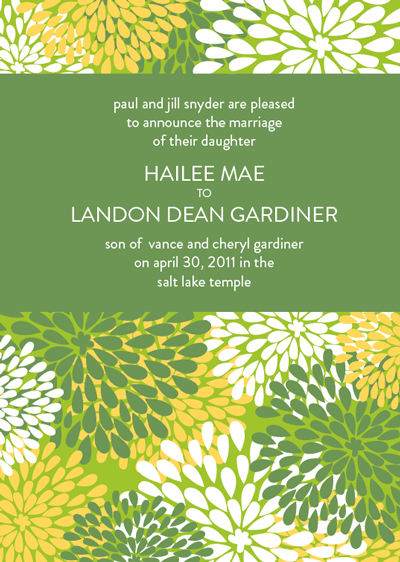 paul and jill snyder are pleased
to announce the marriage
of their daughter
HAILEE MAE
TO
LANDON DEAN GARDINER
son of vance and cheryl gardiner
on april 30, 2011 in the
salt lake temple